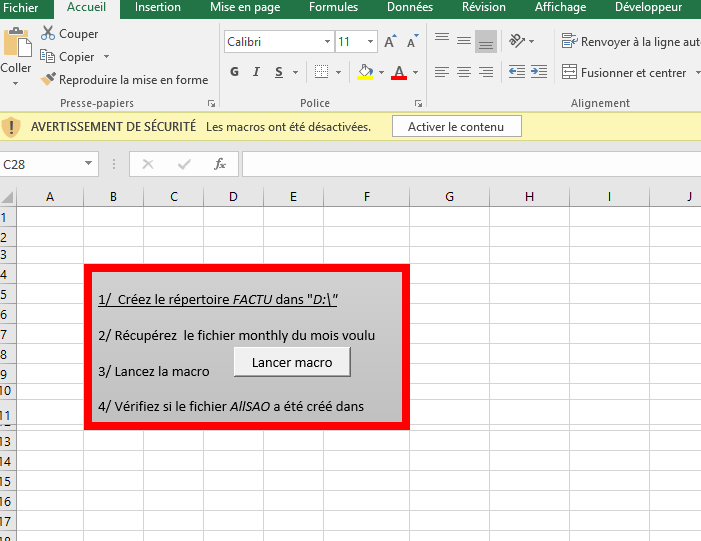 Fichier Accueil Insertion Mise en page Formules Données Révision Affichage Développeur
Couper
Copier
Reproduire la mise en forme
Coller
Presse-papiers
Calibri 11 A A
G I S A
Police
Renvoyer à la ligne aut
Fusionner et centrer
Alignement
AVERTISSEMENT DE SÉCURITÉ Les macros ont été désactivées. Activer le contenu
C28 fx
A B C D E F G H I J
1
2
3
4
5 1/ Créez le répertoire FACTU dans "D:\"
6
7 2/ Récupérez le fichier monthly du mois voulu
8
9 3/ Lancez la macro Lancer macro
10
11 4/ Vérifiez si le fichier AllSAO a été créé dans
13
14
15
16
17